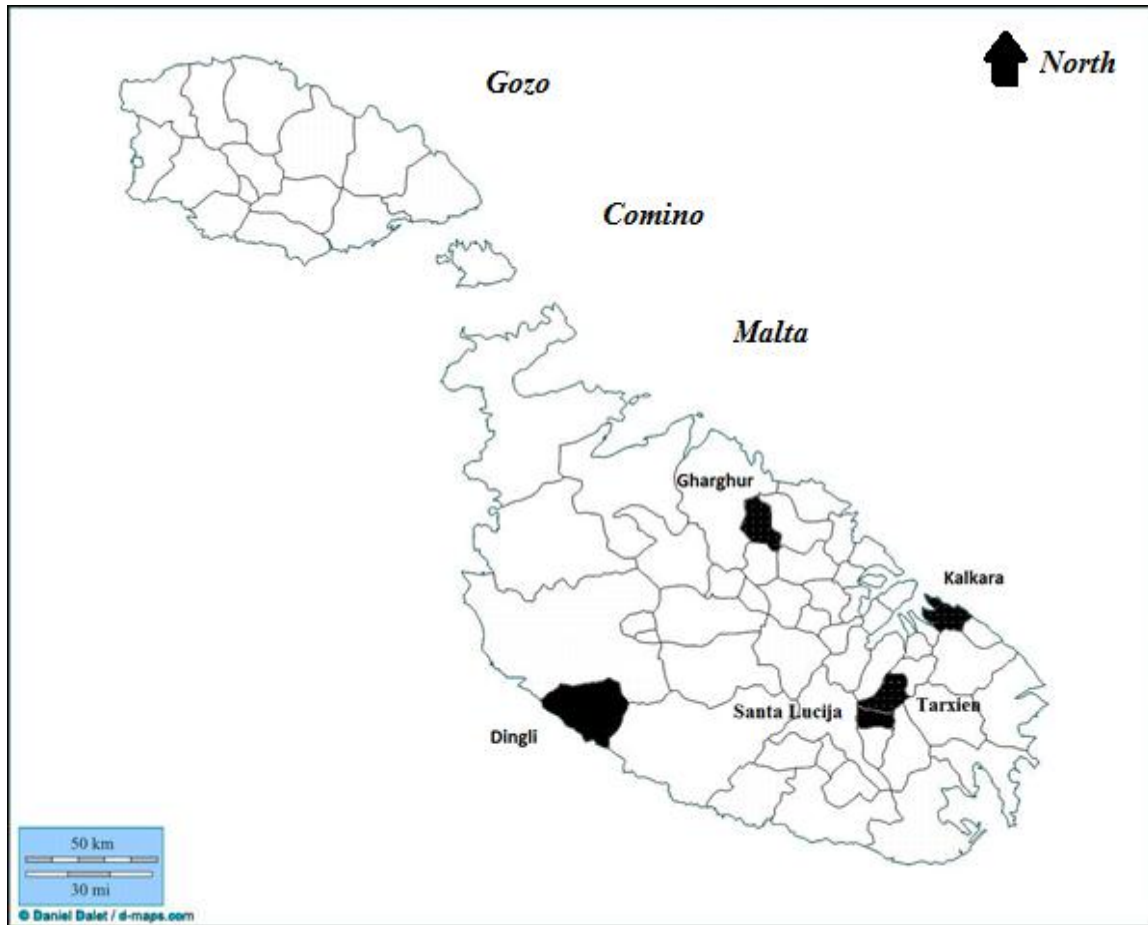 North
Gozo
Comino
Malta
Gharghur
Kalkara
Santa Lucija
Tarxien
Dingli
50 km
30 mi
© Daniel Dalet / d-maps.com